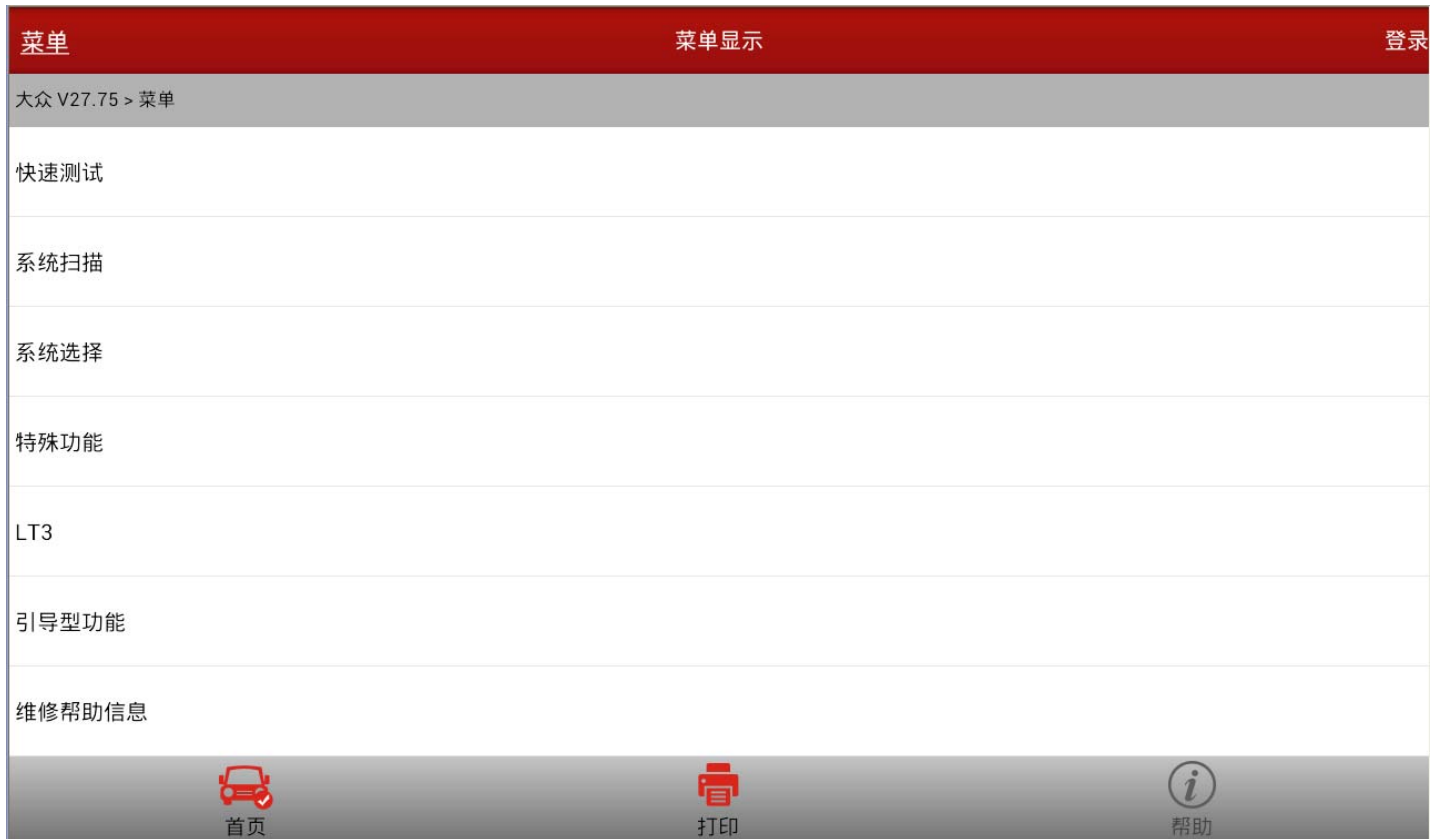 菜单 菜单显示 登录
大众 V27.75 > 菜单
快速测试
系统扫描
系统选择
特殊功能
LT3
引导型功能
维修帮助信息
首页 打印 帮助